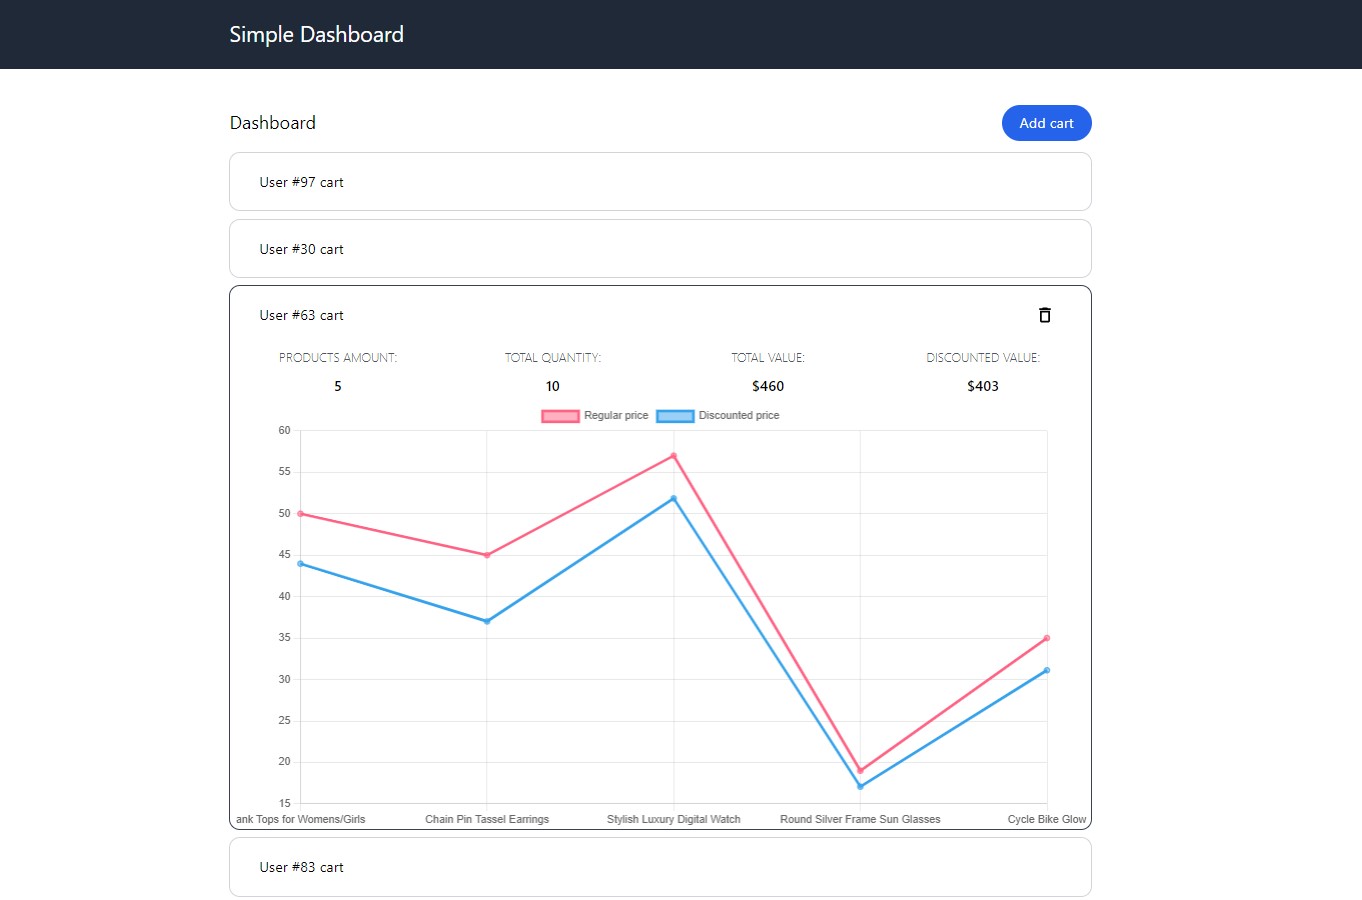 Simple Dashboard
Dashboard
Add cart
User #97 cart
User #30 cart
User #63 cart
PRODUCTS AMOUNT: TOTAL QUANTITY: TOTAL VALUE: DISCOUNTED VALUE:
5 10 $460 $403
Regular price Discounted price
60
55
50
45
40
35
30
25
20
15
ank Tops for Womens/Girls Chain Pin Tassel Earrings Stylish Luxury Digital Watch Round Silver Frame Sun Glasses Cycle Bike Glow
User #83 cart